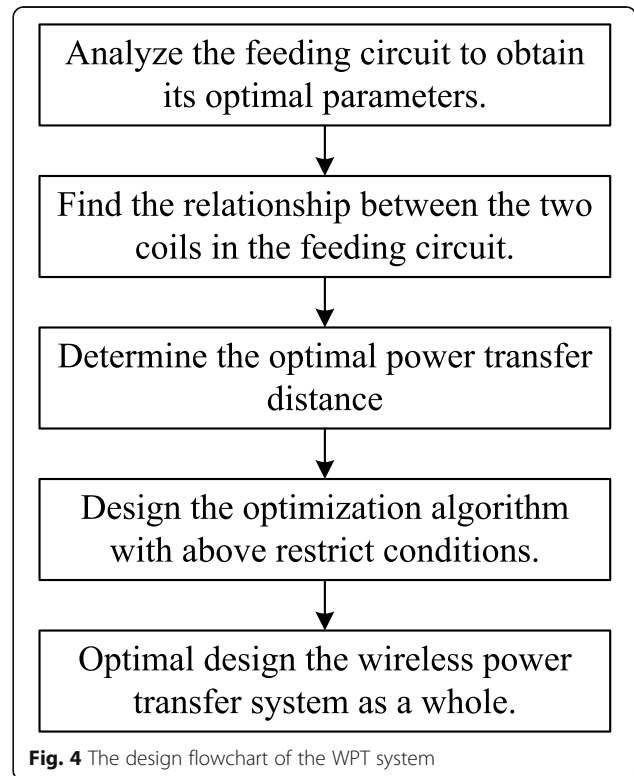 Analyze the feeding circuit to obtain
its optimal parameters.
Find the relationship between the two
coils in the feeding circuit.
Determine the optimal power transfer
distance
Design the optimization algorithm
with above restrict conditions.
Optimal design the wireless power
transfer system as a whole.
Fig. 4 The design flowchart of the WPT system